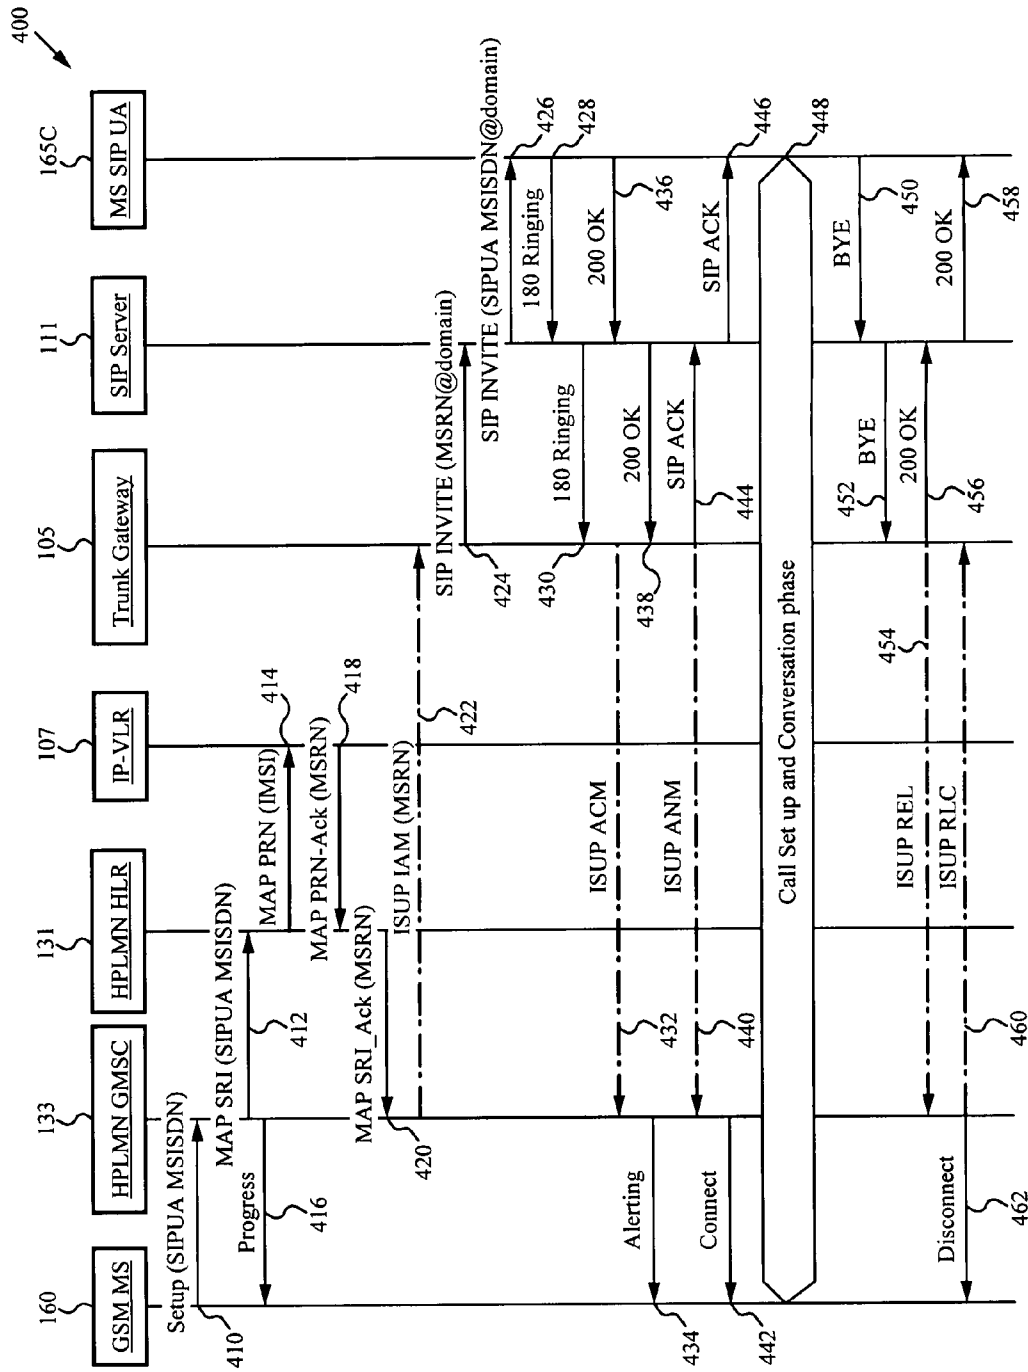 400
160
133
131
107
105
111
165C
GSM MS
HPLMN GMSC
HPLMN HLR
IP-VLR
Trunk Gateway
SIP Server
MS SIP UA
Setup (SIPUA MSISDN)
410
MAP SRI (SIPUA MSISDN)
412
Progress
416
MAP PRN (IMSI)
414
MAP PRN-Ack (MSRN)
418
MAP SRI_Ack (MSRN)
420
ISUP IAM (MSRN)
422
SIP INVITE (MSRN@domain)
424
SIP INVITE (SIPUA MSISDN@domain)
426
180 Ringing
428
180 Ringing
430
ISUP ACM
432
200 OK
436
Alerting
434
200 OK
438
ISUP ANM
440
SIP ACK
444
Connect
442
SIP ACK
446
Call Set up and Conversation phase
448
BYE
450
BYE
452
ISUP REL
454
200 OK
456
ISUP RLC
460
200 OK
458
Disconnect
462